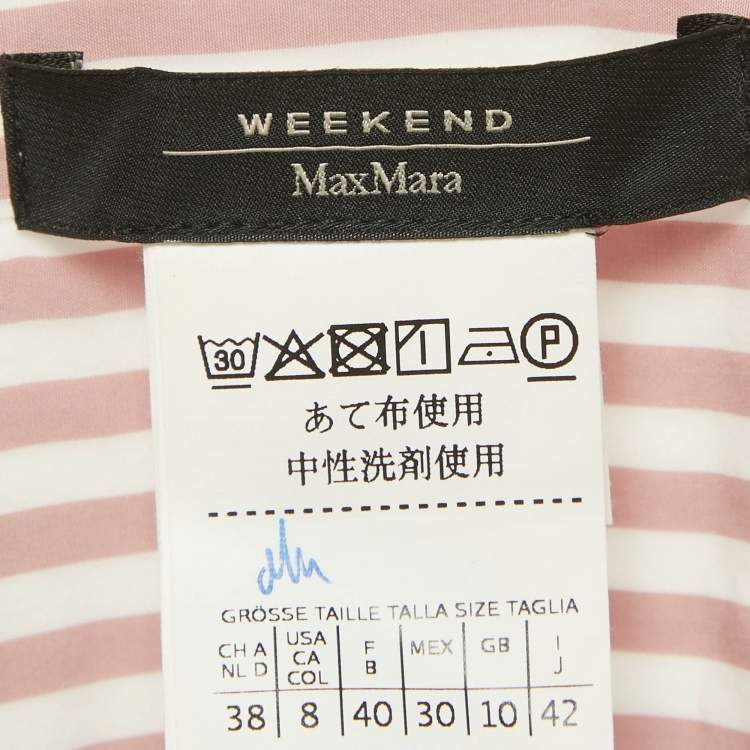 WEEKEND
MaxMara
30 P
あて布使用
中性洗剤使用
GRÖSSE TAILLE TALLA SIZE TAGLIA
CH A USA F MEX GB I
NL D CA B J
COL
38 8 40 30 10 42